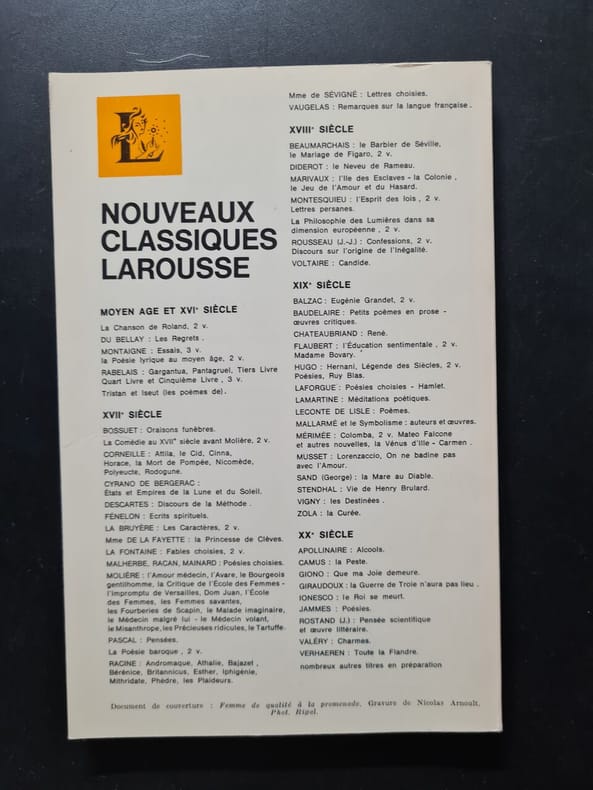 L
NOUVEAUX
CLASSIQUES
LAROUSSE
MOYEN AGE ET XVIe SIÈCLE
La Chanson de Roland, 2 v.
DU BELLAY : Les Regrets .
MONTAIGNE : Essais, 3 v.
la Poésie lyrique au moyen âge, 2 v.
RABELAIS : Gargantua, Pantagruel, Tiers Livre
Quart Livre et Cinquième Livre , 3 v.
Tristan et Iseut (les poèmes de).
XVIIe SIÈCLE
BOSSUET : Oraisons funèbres.
La Comédie au XVIIe siècle avant Molière, 2 v.
CORNEILLE : Attila, le Cid, Cinna,
Horace, la Mort de Pompée, Nicomède,
Polyeucte, Rodogune.
CYRANO DE BERGERAC :
États et Empires de la Lune et du Soleil.
DESCARTES : Discours de la Méthode .
FÉNELON : Ecrits spirituels.
LA BRUYÈRE : Les Caractères, 2 v.
Mme DE LA FAYETTE : la Princesse de Clèves.
LA FONTAINE : Fables choisies, 2 v.
MALHERBE, RACAN, MAINARD : Poésies choisies.
MOLIÈRE : l'Amour médecin, l'Avare, le Bourgeois
gentilhomme, la Critique de l'École des Femmes -
l'Impromptu de Versailles, Dom Juan, l'École
des Femmes, les Femmes savantes,
les Fourberies de Scapin, le Malade imaginaire,
le Médecin malgré lui - le Médecin volant,
le Misanthrope, les Précieuses ridicules, le Tartuffe.
PASCAL : Pensées.
La Poésie baroque , 2 v.
RACINE : Andromaque, Athalie, Bajazet ,
Bérénice, Britannicus, Esther, Iphigénie,
Mithridate, Phèdre, les Plaideurs.
Mme de SÉVIGNÉ : Lettres choisies.
VAUGELAS : Remarques sur la langue française .
XVIIIe SIÈCLE
BEAUMARCHAIS : le Barbier de Séville,
le Mariage de Figaro, 2 v.
DIDEROT : le Neveu de Rameau.
MARIVAUX : l'Ile des Esclaves - la Colonie ,
le Jeu de l'Amour et du Hasard.
MONTESQUIEU : l'Esprit des lois , 2 v.
Lettres persanes.
La Philosophie des Lumières dans sa
dimension européenne , 2 v.
ROUSSEAU (J.-J.) : Confessions, 2 v.
Discours sur l'origine de l'Inégalité.
VOLTAIRE : Candide.
XIXe SIÈCLE
BALZAC : Eugénie Grandet, 2 v.
BAUDELAIRE : Petits poèmes en prose -
œuvres critiques.
CHATEAUBRIAND : René.
FLAUBERT : l'Éducation sentimentale , 2 v.
Madame Bovary.
HUGO : Hernani, Légende des Siècles, 2 v.
Poésies, Ruy Blas.
LAFORGUE : Poésies choisies - Hamlet.
LAMARTINE : Méditations poétiques.
LECONTE DE LISLE : Poèmes.
MALLARMÉ et le Symbolisme : auteurs et œuvres.
MÉRIMÉE : Colomba, 2 v. Mateo Falcone
et autres nouvelles, la Vénus d'Ille - Carmen .
MUSSET : Lorenzaccio, On ne badine pas
avec l'Amour.
SAND (George) : la Mare au Diable.
STENDHAL : Vie de Henry Brulard.
VIGNY : les Destinées .
ZOLA : la Curée.
XXe SIÈCLE
APOLLINAIRE : Alcools.
CAMUS : la Peste.
GIONO : Que ma Joie demeure.
GIRAUDOUX : la Guerre de Troie n'aura pas lieu .
IONESCO : le Roi se meurt.
JAMMES : Poésies.
ROSTAND (J.) : Pensée scientifique
et œuvre littéraire.
VALÉRY : Charmes.
VERHAEREN : Toute la Flandre.
nombreux autres titres en préparation
Document de couverture : Femme de qualité à la promenade, Gravure de Nicolas Arnoult,
Phot. Rigal.